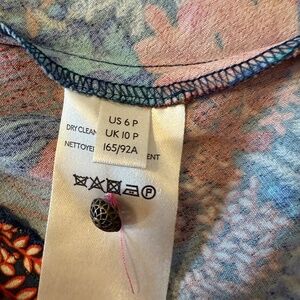 US 6 P
UK 10 P
165/92A
DRY CLEAN
NETTOYE
ENT
P